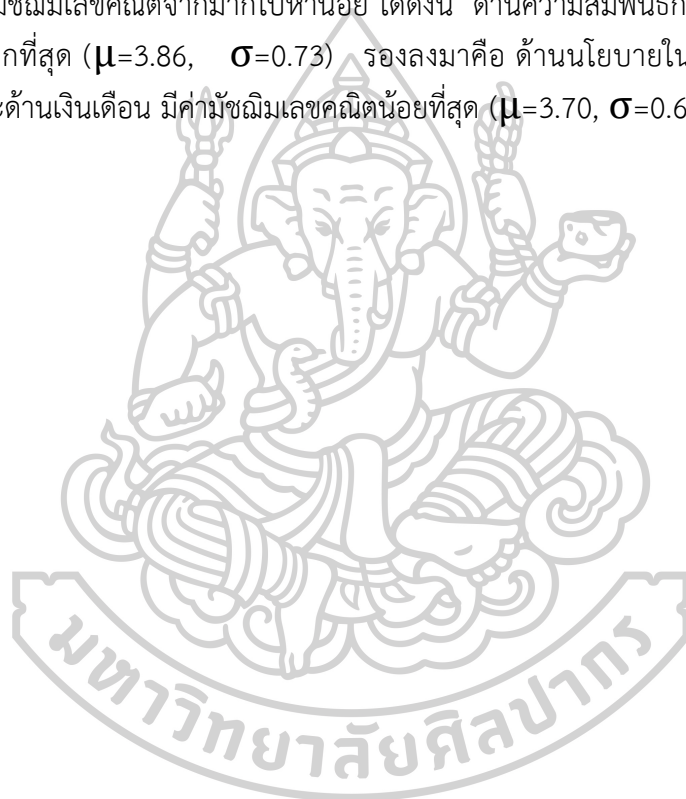 มัชฌิมเลขคณิตจากมากไปหาน้อย ได้ดังนี้ ด้านความสัมพันธ์
กที่สุด (μ=3.86, σ=0.73) รองลงมาคือ ด้านนโยบายใน
ด้านเงินเดือน มีค่ามัชฌิมเลขคณิตน้อยที่สุด (μ=3.70, σ=0.6
มหาวิทยาลัยศิลปากร